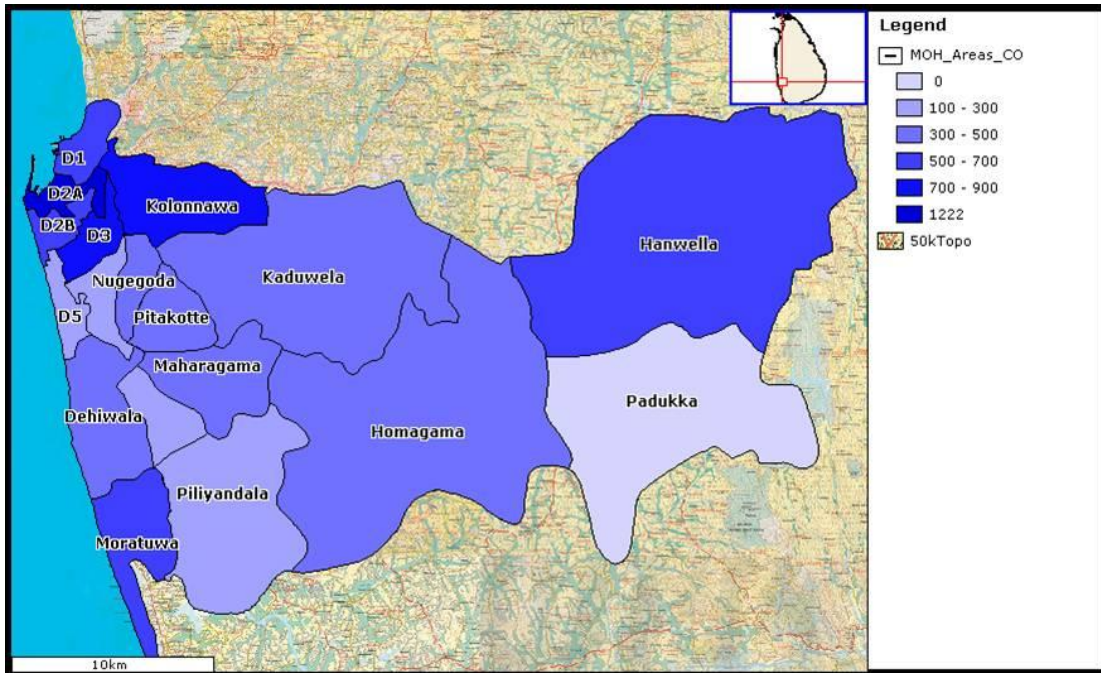 Legend
MOH_Areas_CO
0
100 - 300
300 - 500
500 - 700
700 - 900
1222
50kTopo
D1
D2A
Kolonnawa
D2B
D3
Hanwella
Nugegoda
Kaduwela
D5
Pitakotte
Maharagama
Padukka
Dehiwala
Homagama
Piliyandala
Moratuwa
10km